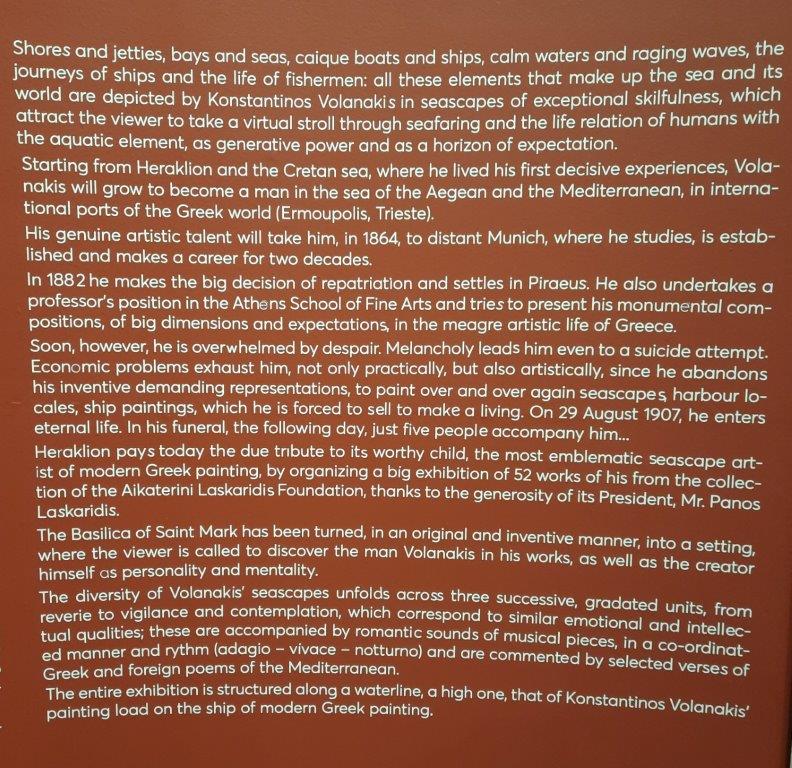 Shores and jetties, bays and seas, caique boats and ships, calm waters and raging waves, the
journeys of ships and the life of fishermen: all these elements that make up the sea and its
world are depicted by Konstantinos Volanakis in seascapes of exceptional skilfulness, which
attract the viewer to take a virtual stroll through seafaring and the life relation of humans with
the aquatic element, as generative power and as a horizon of expectation.
Starting from Heraklion and the Cretan sea, where he lived his first decisive experiences, Vola-
nakis will grow to become a man in the sea of the Aegean and the Mediterranean, in interna-
tional ports of the Greek world (Ermoupolis, Trieste).
His genuine artistic talent will take him, in 1864, to distant Munich, where he studies, is estab-
lished and makes a career for two decades.
In 1882 he makes the big decision of repatriation and settles in Piraeus. He also undertakes a
professor's position in the Athens School of Fine Arts and tries to present his monumental com-
positions, of big dimensions and expectations, in the meagre artistic life of Greece.
Soon, however, he is overwhelmed by despair. Melancholy leads him even to a suicide attempt.
Economic problems exhaust him, not only practically, but also artistically, since he abandons
his inventive demanding representations, to paint over and over again seascapes, harbour lo-
cales, ship paintings, which he is forced to sell to make a living. On 29 August 1907, he enters
eternal life. In his funeral, the following day, just five people accompany him...
Heraklion pays today the due tribute to its worthy child, the most emblematic seascape art-
ist of modern Greek painting, by organizing a big exhibition of 52 works of his from the collec-
tion of the Aikaterini Laskaridis Foundation, thanks to the generosity of its President, Mr. Panos
Laskaridis.
The Basilica of Saint Mark has been turned, in an original and inventive manner, into a setting,
where the viewer is called to discover the man Volanakis in his works, as well as the creator
himself as personality and mentality.
The diversity of Volanakis' seascapes unfolds across three successive, gradated units, from
reverie to vigilance and contemplation, which correspond to similar emotional and intellec-
tual qualities; these are accompanied by romantic sounds of musical pieces, in a co-ordinat-
ed manner and rythm (adagio – vivace – notturno) and are commented by selected verses of
Greek and foreign poems of the Mediterranean.
The entire exhibition is structured along a waterline, a high one, that of Konstantinos Volanakis'
painting load on the ship of modern Greek painting.